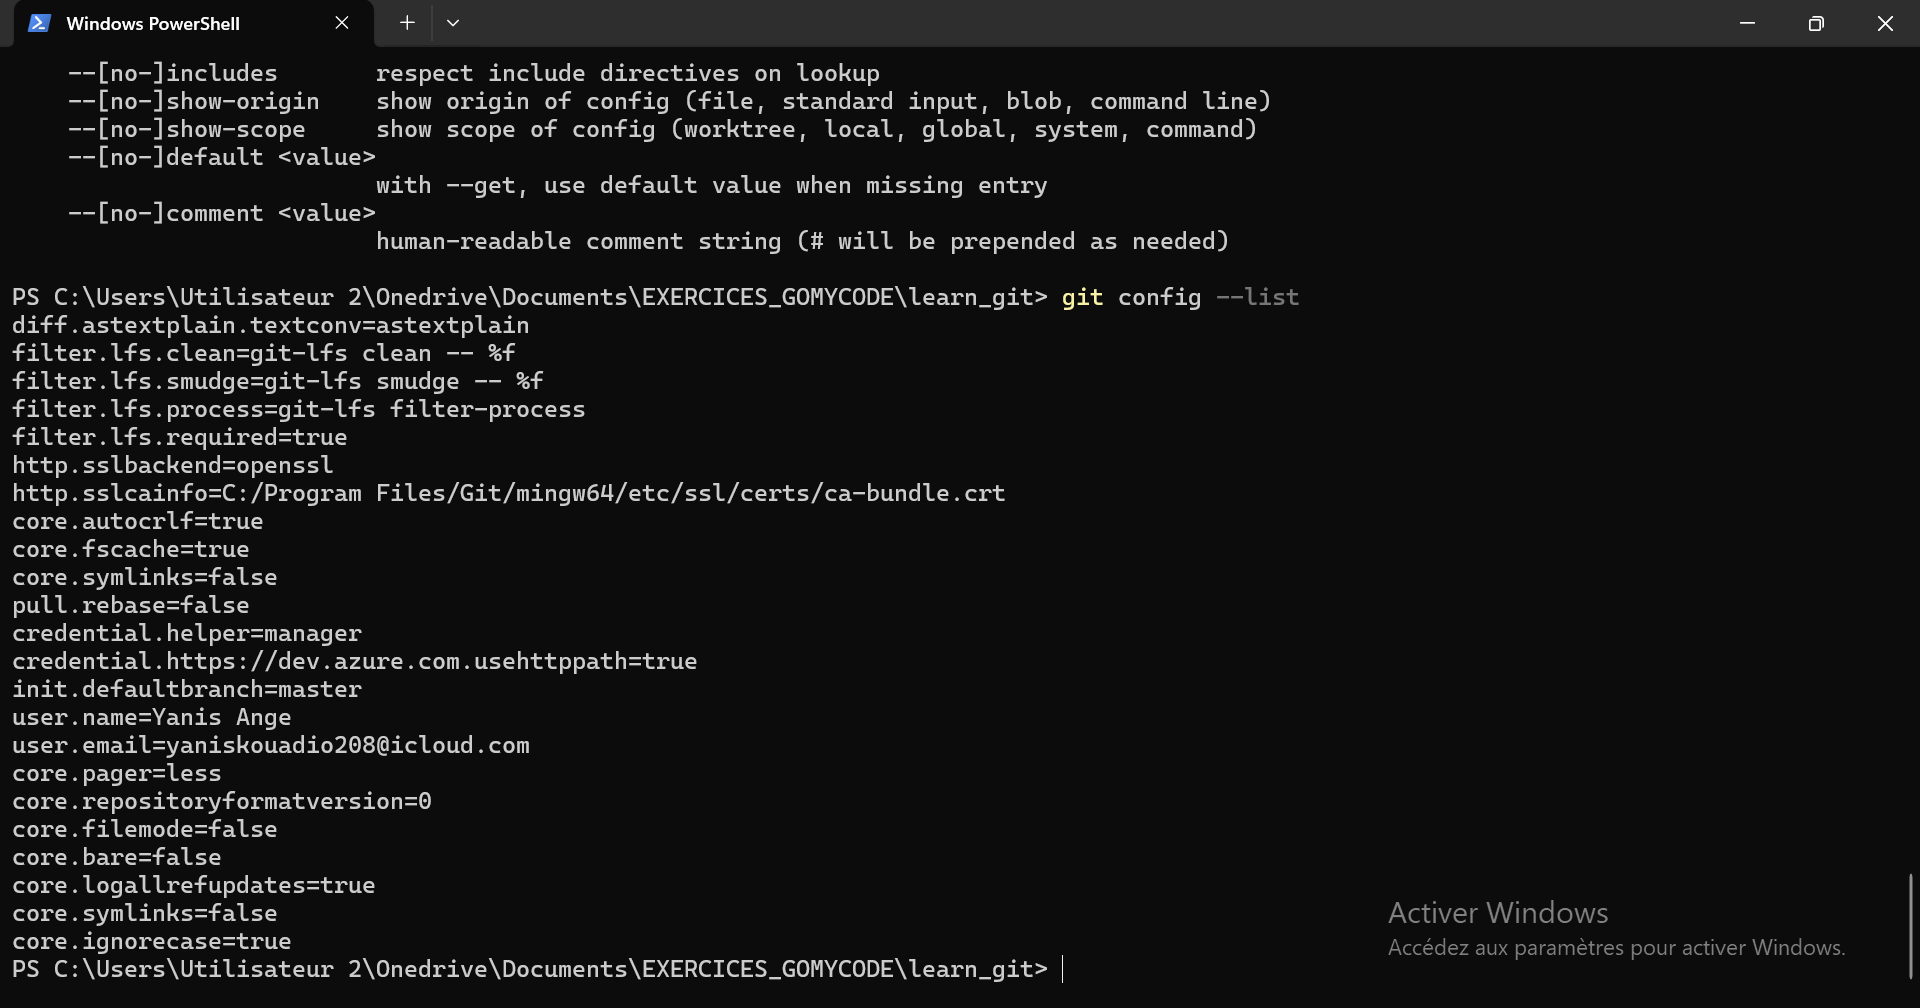 Windows PowerShell
--[no-]includes respect include directives on lookup
--[no-]show-origin show origin of config (file, standard input, blob, command line)
--[no-]show-scope show scope of config (worktree, local, global, system, command)
--[no-]default <value>
with --get, use default value when missing entry
--[no-]comment <value>
human-readable comment string (# will be prepended as needed)
PS C:\Users\Utilisateur 2\Onedrive\Documents\EXERCICES_GOMYCODE\learn_git> git config --list
diff.astextplain.textconv=astextplain
filter.lfs.clean=git-lfs clean -- %f
filter.lfs.smudge=git-lfs smudge -- %f
filter.lfs.process=git-lfs filter-process
filter.lfs.required=true
http.sslbackend=openssl
http.sslcainfo=C:/Program Files/Git/mingw64/etc/ssl/certs/ca-bundle.crt
core.autocrlf=true
core.fscache=true
core.symlinks=false
pull.rebase=false
credential.helper=manager
credential.https://dev.azure.com.usehttppath=true
init.defaultbranch=master
user.name=Yanis Ange
user.email=yaniskouadio208@icloud.com
core.pager=less
core.repositoryformatversion=0
core.filemode=false
core.bare=false
core.logallrefupdates=true
core.symlinks=false
core.ignorecase=true
PS C:\Users\Utilisateur 2\Onedrive\Documents\EXERCICES_GOMYCODE\learn_git>
Activer Windows
Accédez aux paramètres pour activer Windows.